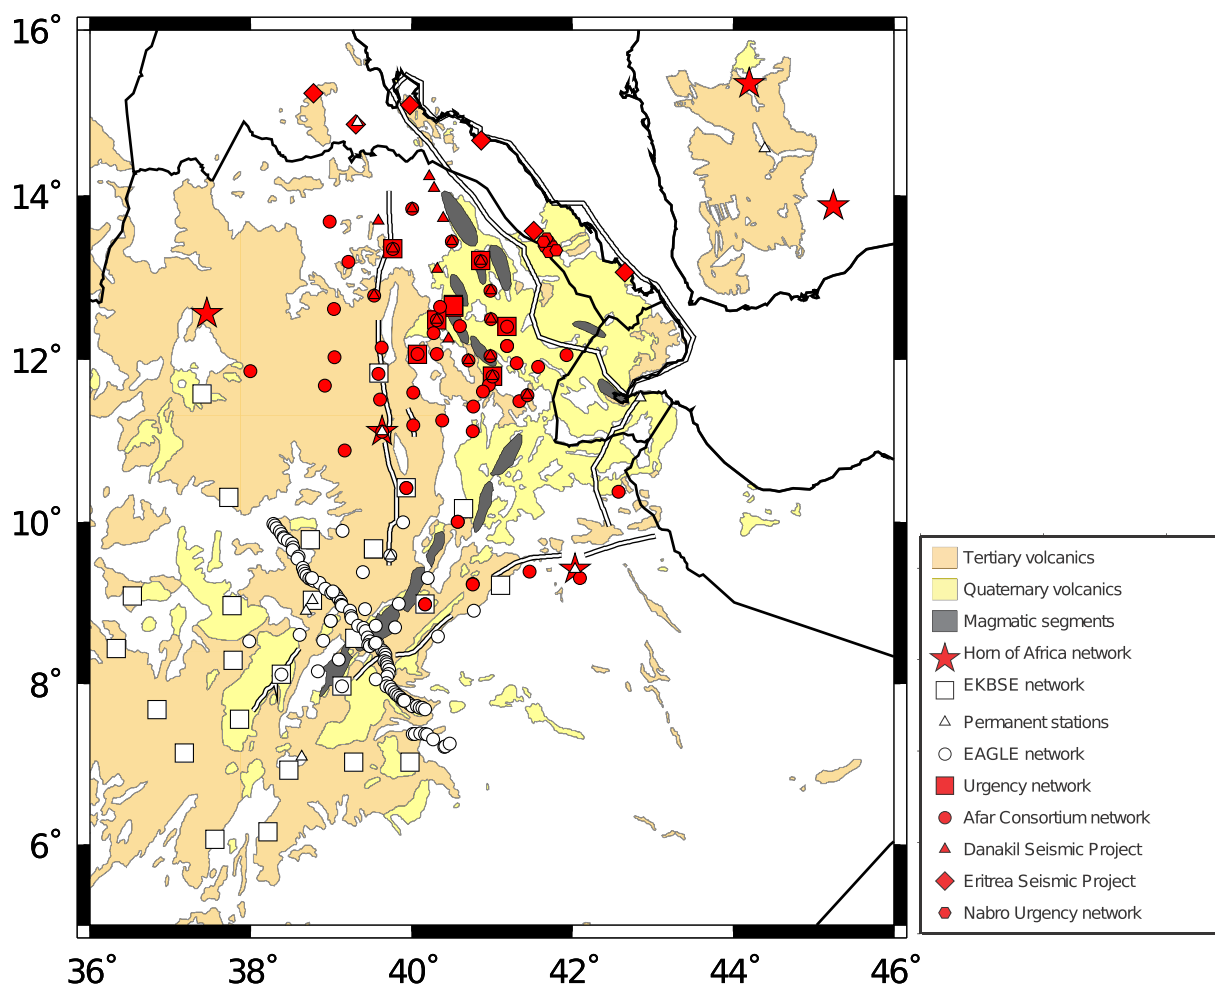 16°
14°
12°
10°
8°
6°
36°
38°
40°
42°
44°
46°
Tertiary volcanics
Quaternary volcanics
Magmatic segments
Horn of Africa network
EKBSE network
Permanent stations
EAGLE network
Urgency network
Afar Consortium network
Danakil Seismic Project
Eritrea Seismic Project
Nabro Urgency network